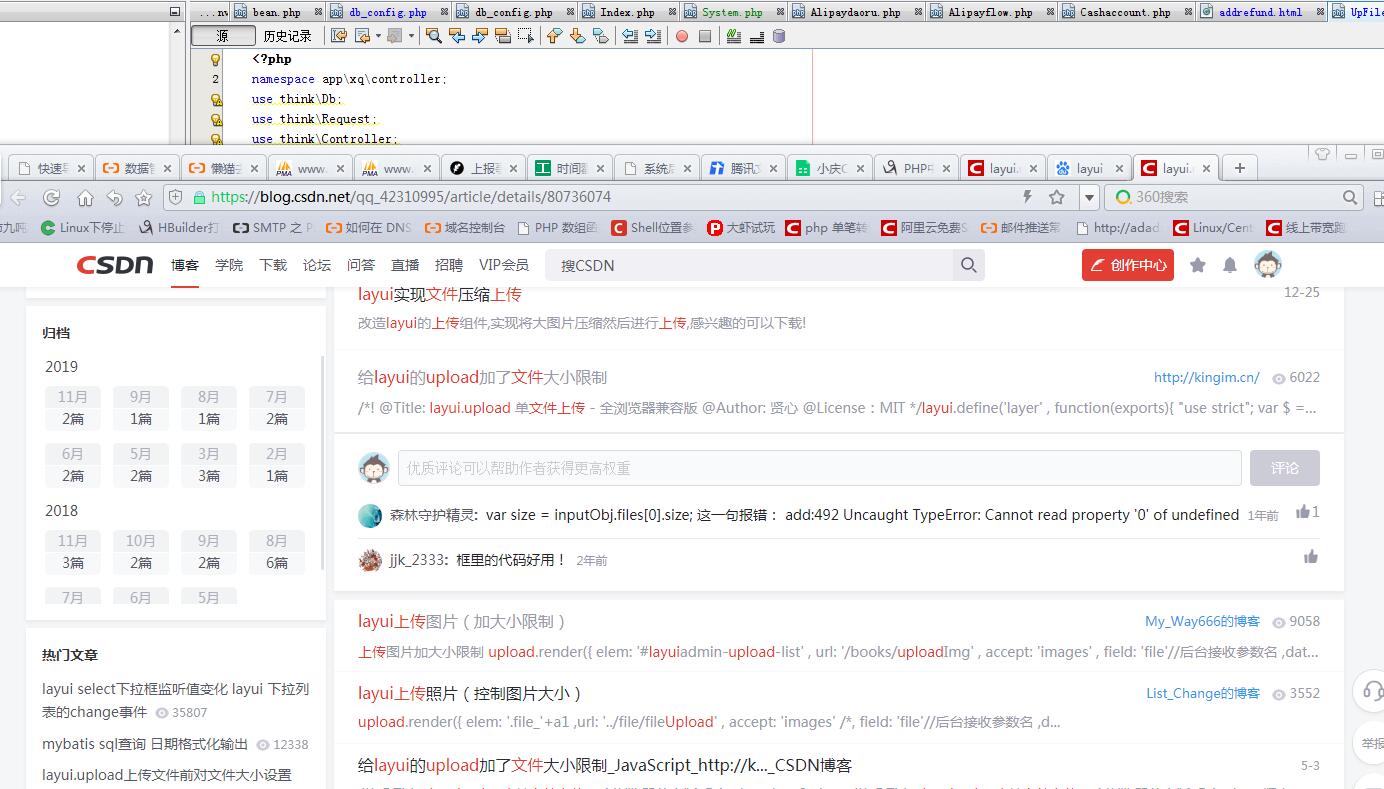 ...nv bean.php db_config.php db_config.php Index.php System.php Alipaydaoru.php Alipayflow.php Cashaccount.php addrefund.html UpFile
源 历史记录
<?php
2 namespace app\xq\controller;
use think\Db;
use think\Request;
use think\Controller;
快速导 数据管 懒猫云 www. www. 上报 时间 系统后 腾讯文 小庆C PHP layui. layui layui.
https://blog.csdn.net/qq_42310995/article/details/80736074
360搜索
Linux下停止 HBuilder打 SMTP 之 P 如何在 DNS 域名控制台 PHP 数组函 Shell位置参 大虾试玩 php 单笔转 阿里云免费S 邮件推送常 http://adad Linux/Cent 线上带宽跑
CSDN 博客 学院 下载 论坛 问答 直播 招聘 VIP会员 搜CSDN 创作中心
layui实现文件压缩上传 12-25
改造layui的上传组件,实现将大图片压缩然后进行上传,感兴趣的可以下载!
给layui的upload加了文件大小限制 http://kingim.cn/ 6022
/*! @Title: layui.upload 单文件上传 - 全浏览器兼容版 @Author: 贤心 @License：MIT */layui.define('layer' , function(exports){ "use strict"; var $ =...
优质评论可以帮助作者获得更高权重 评论
森林守护精灵: var size = inputObj.files[0].size; 这一句报错： add:492 Uncaught TypeError: Cannot read property '0' of undefined 1年前 1
jjk_2333: 框里的代码好用！ 2年前
layui上传图片（加大小限制） My_Way666的博客 9058
上传图片加大小限制 upload.render({ elem: '#layuiadmin-upload-list' , url: '/books/uploadImg' , accept: 'images' , field: 'file'//后台接收参数名 ,dat...
layui上传照片（控制图片大小） List_Change的博客 3552
upload.render({ elem: '.file_'+a1 ,url: '../file/fileUpload' , accept: 'images' /*, field: 'file'//后台接收参数名 ,d...
给layui的upload加了文件大小限制_JavaScript_http://k..._CSDN博客 5-3
归档
2019
11月 9月 8月 7月
2篇 1篇 1篇 2篇
6月 5月 3月 2月
2篇 2篇 3篇 1篇
2018
11月 10月 9月 8月
3篇 2篇 2篇 6篇
7月 6月 5月
热门文章
layui select下拉框监听值变化 layui 下拉列
表的change事件 35807
mybatis sql查询 日期格式化输出 12338
layui.upload上传文件前对文件大小设置
举报